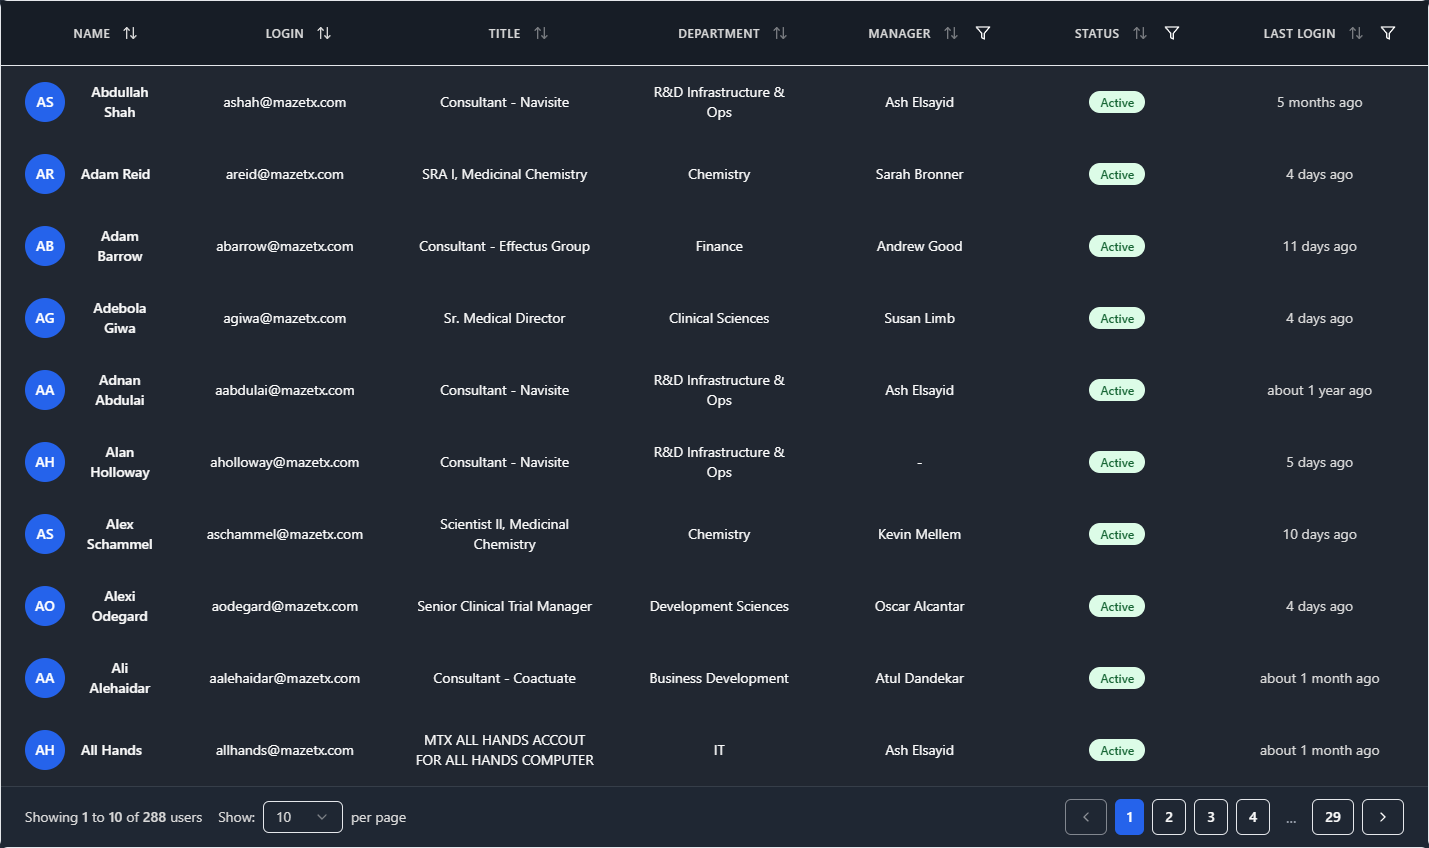 NAME LOGIN TITLE DEPARTMENT MANAGER STATUS LAST LOGIN
AS Abdullah Shah ashah@mazetx.com Consultant - Navisite R&D Infrastructure & Ops Ash Elsayid Active 5 months ago
AR Adam Reid areid@mazetx.com SRA I, Medicinal Chemistry Chemistry Sarah Bronner Active 4 days ago
AB Adam Barrow abarrow@mazetx.com Consultant - Effectus Group Finance Andrew Good Active 11 days ago
AG Adebola Giwa agiwa@mazetx.com Sr. Medical Director Clinical Sciences Susan Limb Active 4 days ago
AA Adnan Abdulai aabdulai@mazetx.com Consultant - Navisite R&D Infrastructure & Ops Ash Elsayid Active about 1 year ago
AH Alan Holloway aholloway@mazetx.com Consultant - Navisite R&D Infrastructure & Ops - Active 5 days ago
AS Alex Schammel aschammel@mazetx.com Scientist II, Medicinal Chemistry Chemistry Kevin Mellem Active 10 days ago
AO Alexi Odegard aodegard@mazetx.com Senior Clinical Trial Manager Development Sciences Oscar Alcantar Active 4 days ago
AA Ali Alehaidar aalehaidar@mazetx.com Consultant - Coactuate Business Development Atul Dandekar Active about 1 month ago
AH All Hands allhands@mazetx.com MTX ALL HANDS ACCOUT FOR ALL HANDS COMPUTER IT Ash Elsayid Active about 1 month ago
Showing 1 to 10 of 288 users Show: 10 per page 1 2 3 4 ... 29